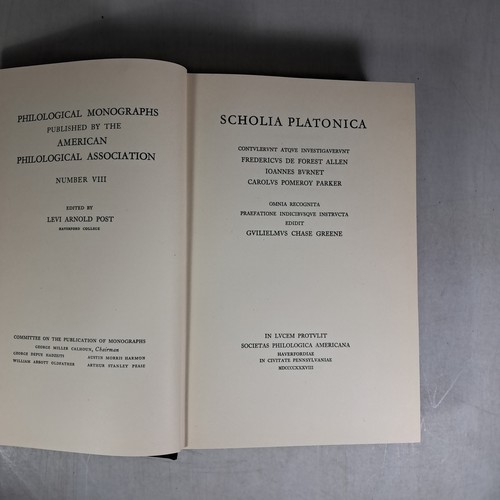 PHILOLOGICAL MONOGRAPHS
PUBLISHED BY THE
AMERICAN
PHILOLOGICAL ASSOCIATION
NUMBER VIII
EDITED BY
LEVI ARNOLD POST
HAVERFORD COLLEGE
COMMITTEE ON THE PUBLICATION OF MONOGRAPHS
GEORGE MILLER CALHOUN, Chairman
GEORGE DEPUE HADZSITS AUSTIN MORRIS HARMON
WILLIAM ABBOTT OLDFATHER ARTHUR STANLEY PEASE
SCHOLIA PLATONICA
CONTVLERVNT ATQVE INVESTIGAVERVNT
FREDERICVS DE FOREST ALLEN
IOANNES BVRNET
CAROLVS POMEROY PARKER
OMNIA RECOGNITA
PRAEFATIONE INDICIBVSQVE INSTRVCTA
EDIDIT
GVILIELMVS CHASE GREENE
IN LVCEM PROTVLIT
SOCIETAS PHILOLOGICA AMERICANA
HAVERFORDIAE
IN CIVITATE PENNSYLVANIAE
MDCCCCXXXVIII